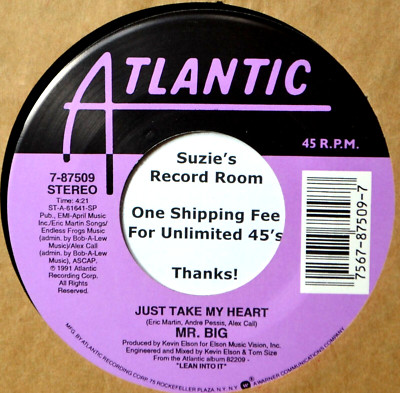 ATLANTIC
45 R.P.M.
7-87509
STEREO
Time: 4:21
ST-A-61641-SP
Pub., EMI-April Music
Inc/Eric Martin Songs/
Endless Frogs Music
(admin. by Bob-A-Lew
Music)/Alex Call
(admin. by Bob-A-Lew
Music), ASCAP.
℗ 1991 Atlantic
Recording Corp.
All Rights
Reserved.
Suzie's
Record Room
One Shipping Fee
For Unlimited 45's
Thanks!
7567-87509-7
JUST TAKE MY HEART
(Eric Martin, Andre Pessis, Alex Call)
MR. BIG
Produced by Kevin Elson for Elson Music Vision, Inc.
Engineered and Mixed by Kevin Elson & Tom Size
From the Atlantic album 82209 -
"LEAN INTO IT"
MFG. BY ATLANTIC RECORDING CORP. 75 ROCKEFELLER PLAZA, N.Y. N.Y. A WARNER COMMUNICATIONS COMPANY